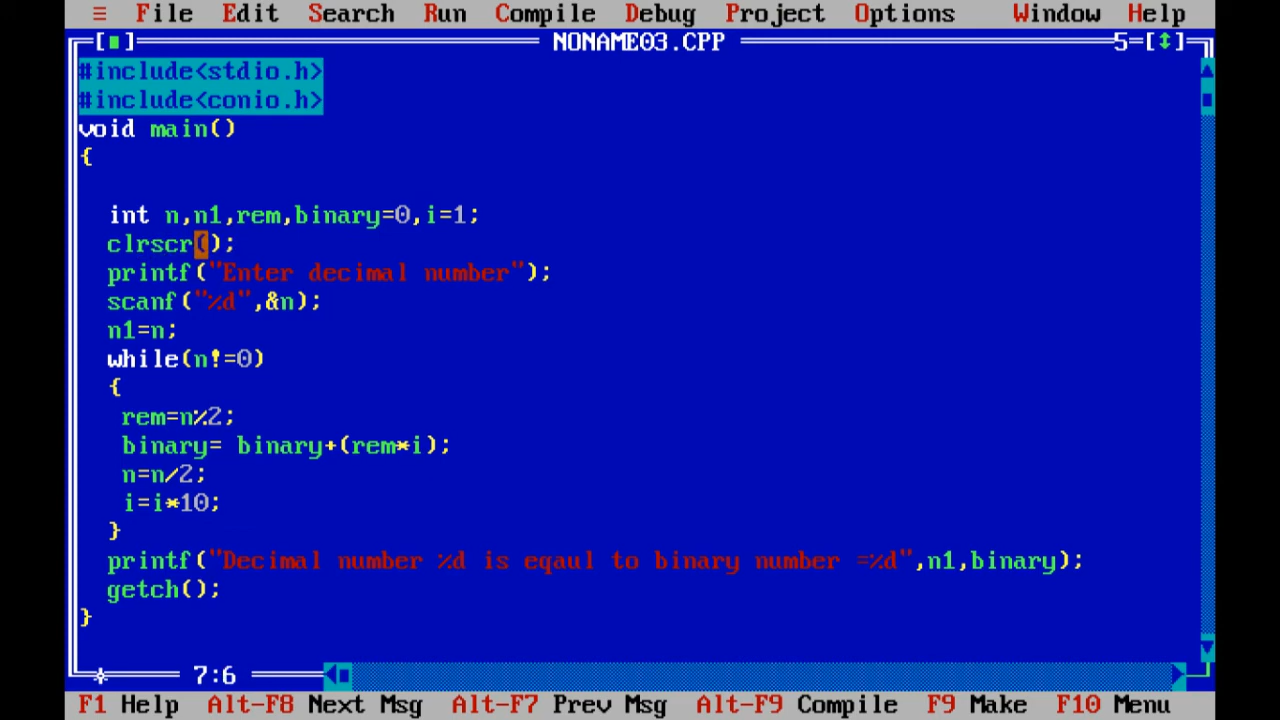 ≡ File Edit Search Run Compile Debug Project Options Window Help
NONAME03.CPP 5
#include<stdio.h>
#include<conio.h>
void main()
{
int n,n1,rem,binary=0,i=1;
clrscr();
printf("Enter decimal number");
scanf("%d",&n);
n1=n;
while(n!=0)
{
rem=n%2;
binary= binary+(rem*i);
n=n/2;
i=i*10;
}
printf("Decimal number %d is eqaul to binary number =%d",n1,binary);
getch();
}
7:6
F1 Help Alt-F8 Next Msg Alt-F7 Prev Msg Alt-F9 Compile F9 Make F10 Menu